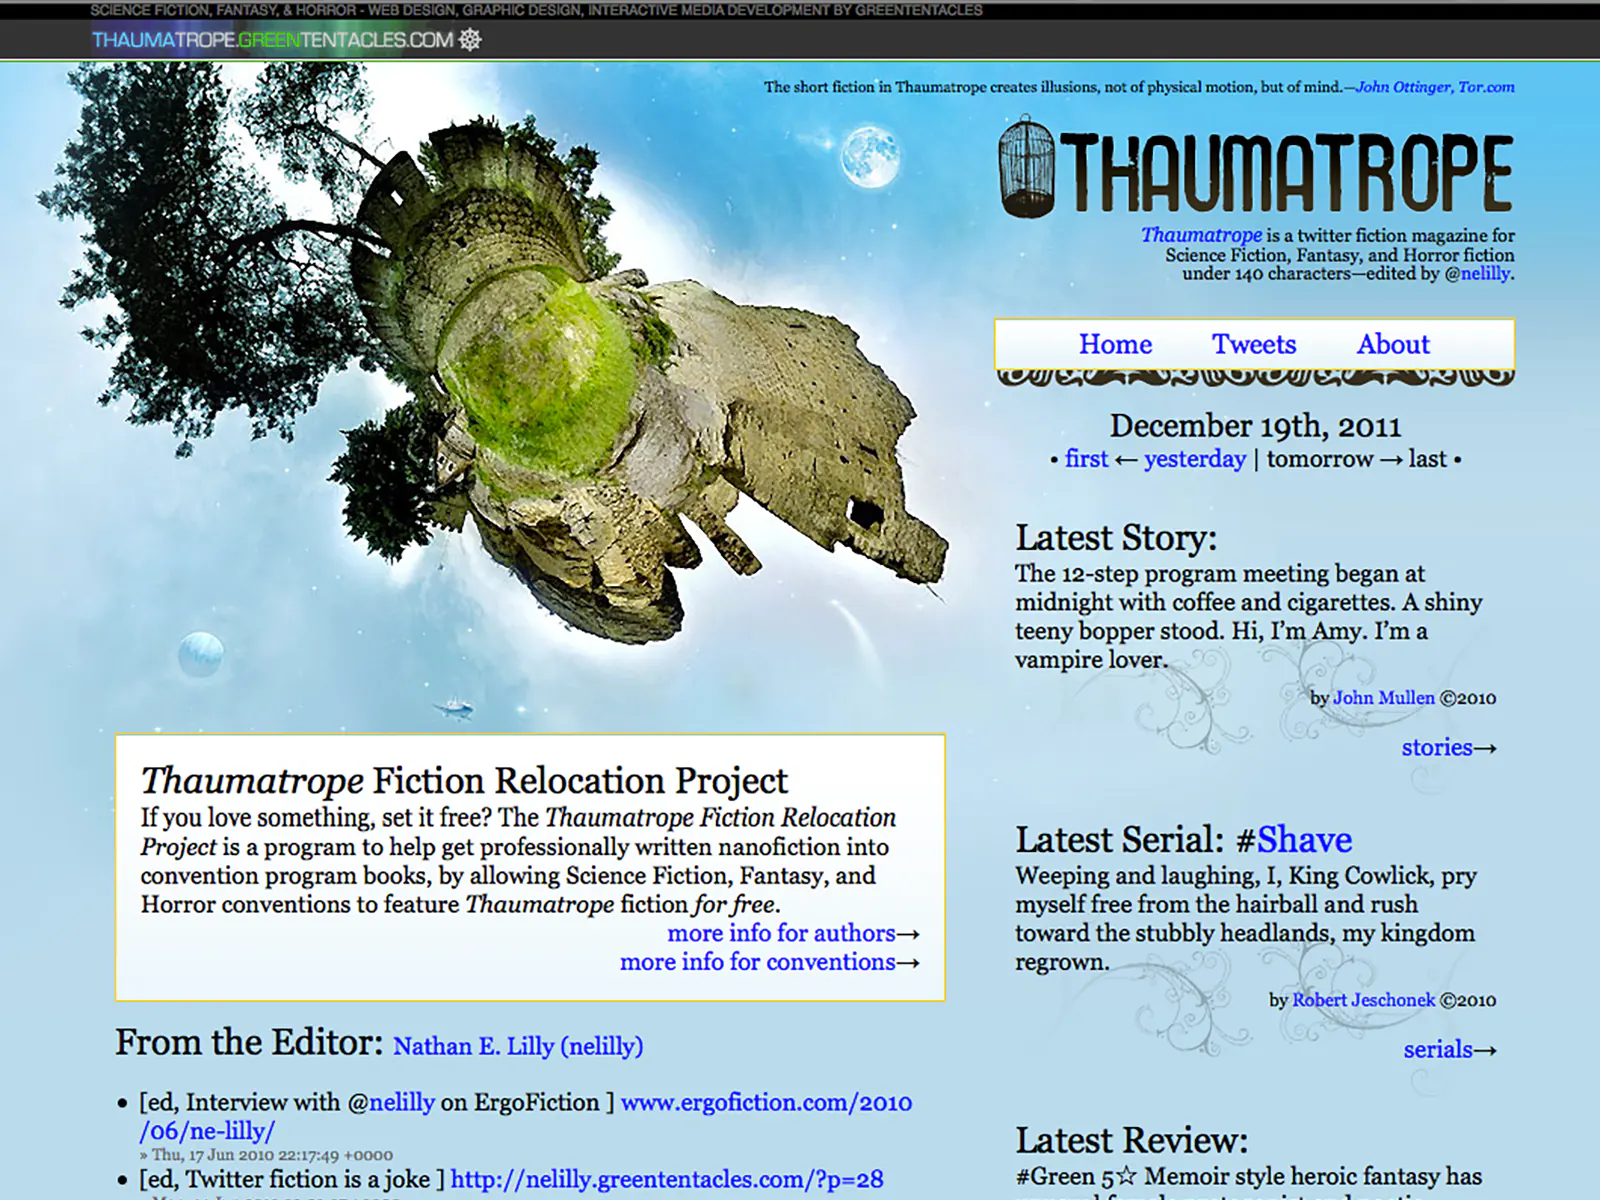 SCIENCE FICTION, FANTASY, & HORROR - WEB DESIGN, GRAPHIC DESIGN, INTERACTIVE MEDIA DEVELOPMENT BY GREENTENTACLES
THAUMATROPE.GREENTENTACLES.COM
The short fiction in Thaumatrope creates illusions, not of physical motion, but of mind.—John Ottinger, Tor.com
THAUMATROPE
Thaumatrope is a twitter fiction magazine for
Science Fiction, Fantasy, and Horror fiction
under 140 characters—edited by @nelilly.
Home Tweets About
December 19th, 2011
• first ← yesterday | tomorrow → last •
Latest Story:
The 12-step program meeting began at
midnight with coffee and cigarettes. A shiny
teeny bopper stood. Hi, I’m Amy. I’m a
vampire lover.
by John Mullen ©2010
stories→
Latest Serial: #Shave
Weeping and laughing, I, King Cowlick, pry
myself free from the hairball and rush
toward the stubbly headlands, my kingdom
regrown.
by Robert Jeschonek ©2010
serials→
Latest Review:
#Green 5☆ Memoir style heroic fantasy has
Thaumatrope Fiction Relocation Project
If you love something, set it free? The Thaumatrope Fiction Relocation
Project is a program to help get professionally written nanofiction into
convention program books, by allowing Science Fiction, Fantasy, and
Horror conventions to feature Thaumatrope fiction for free.
more info for authors→
more info for conventions→
From the Editor: Nathan E. Lilly (nelilly)
• [ed, Interview with @nelilly on ErgoFiction ] www.ergofiction.com/2010
/06/ne-lilly/
» Thu, 17 Jun 2010 22:17:49 +0000
• [ed, Twitter fiction is a joke ] http://nelilly.greententacles.com/?p=28